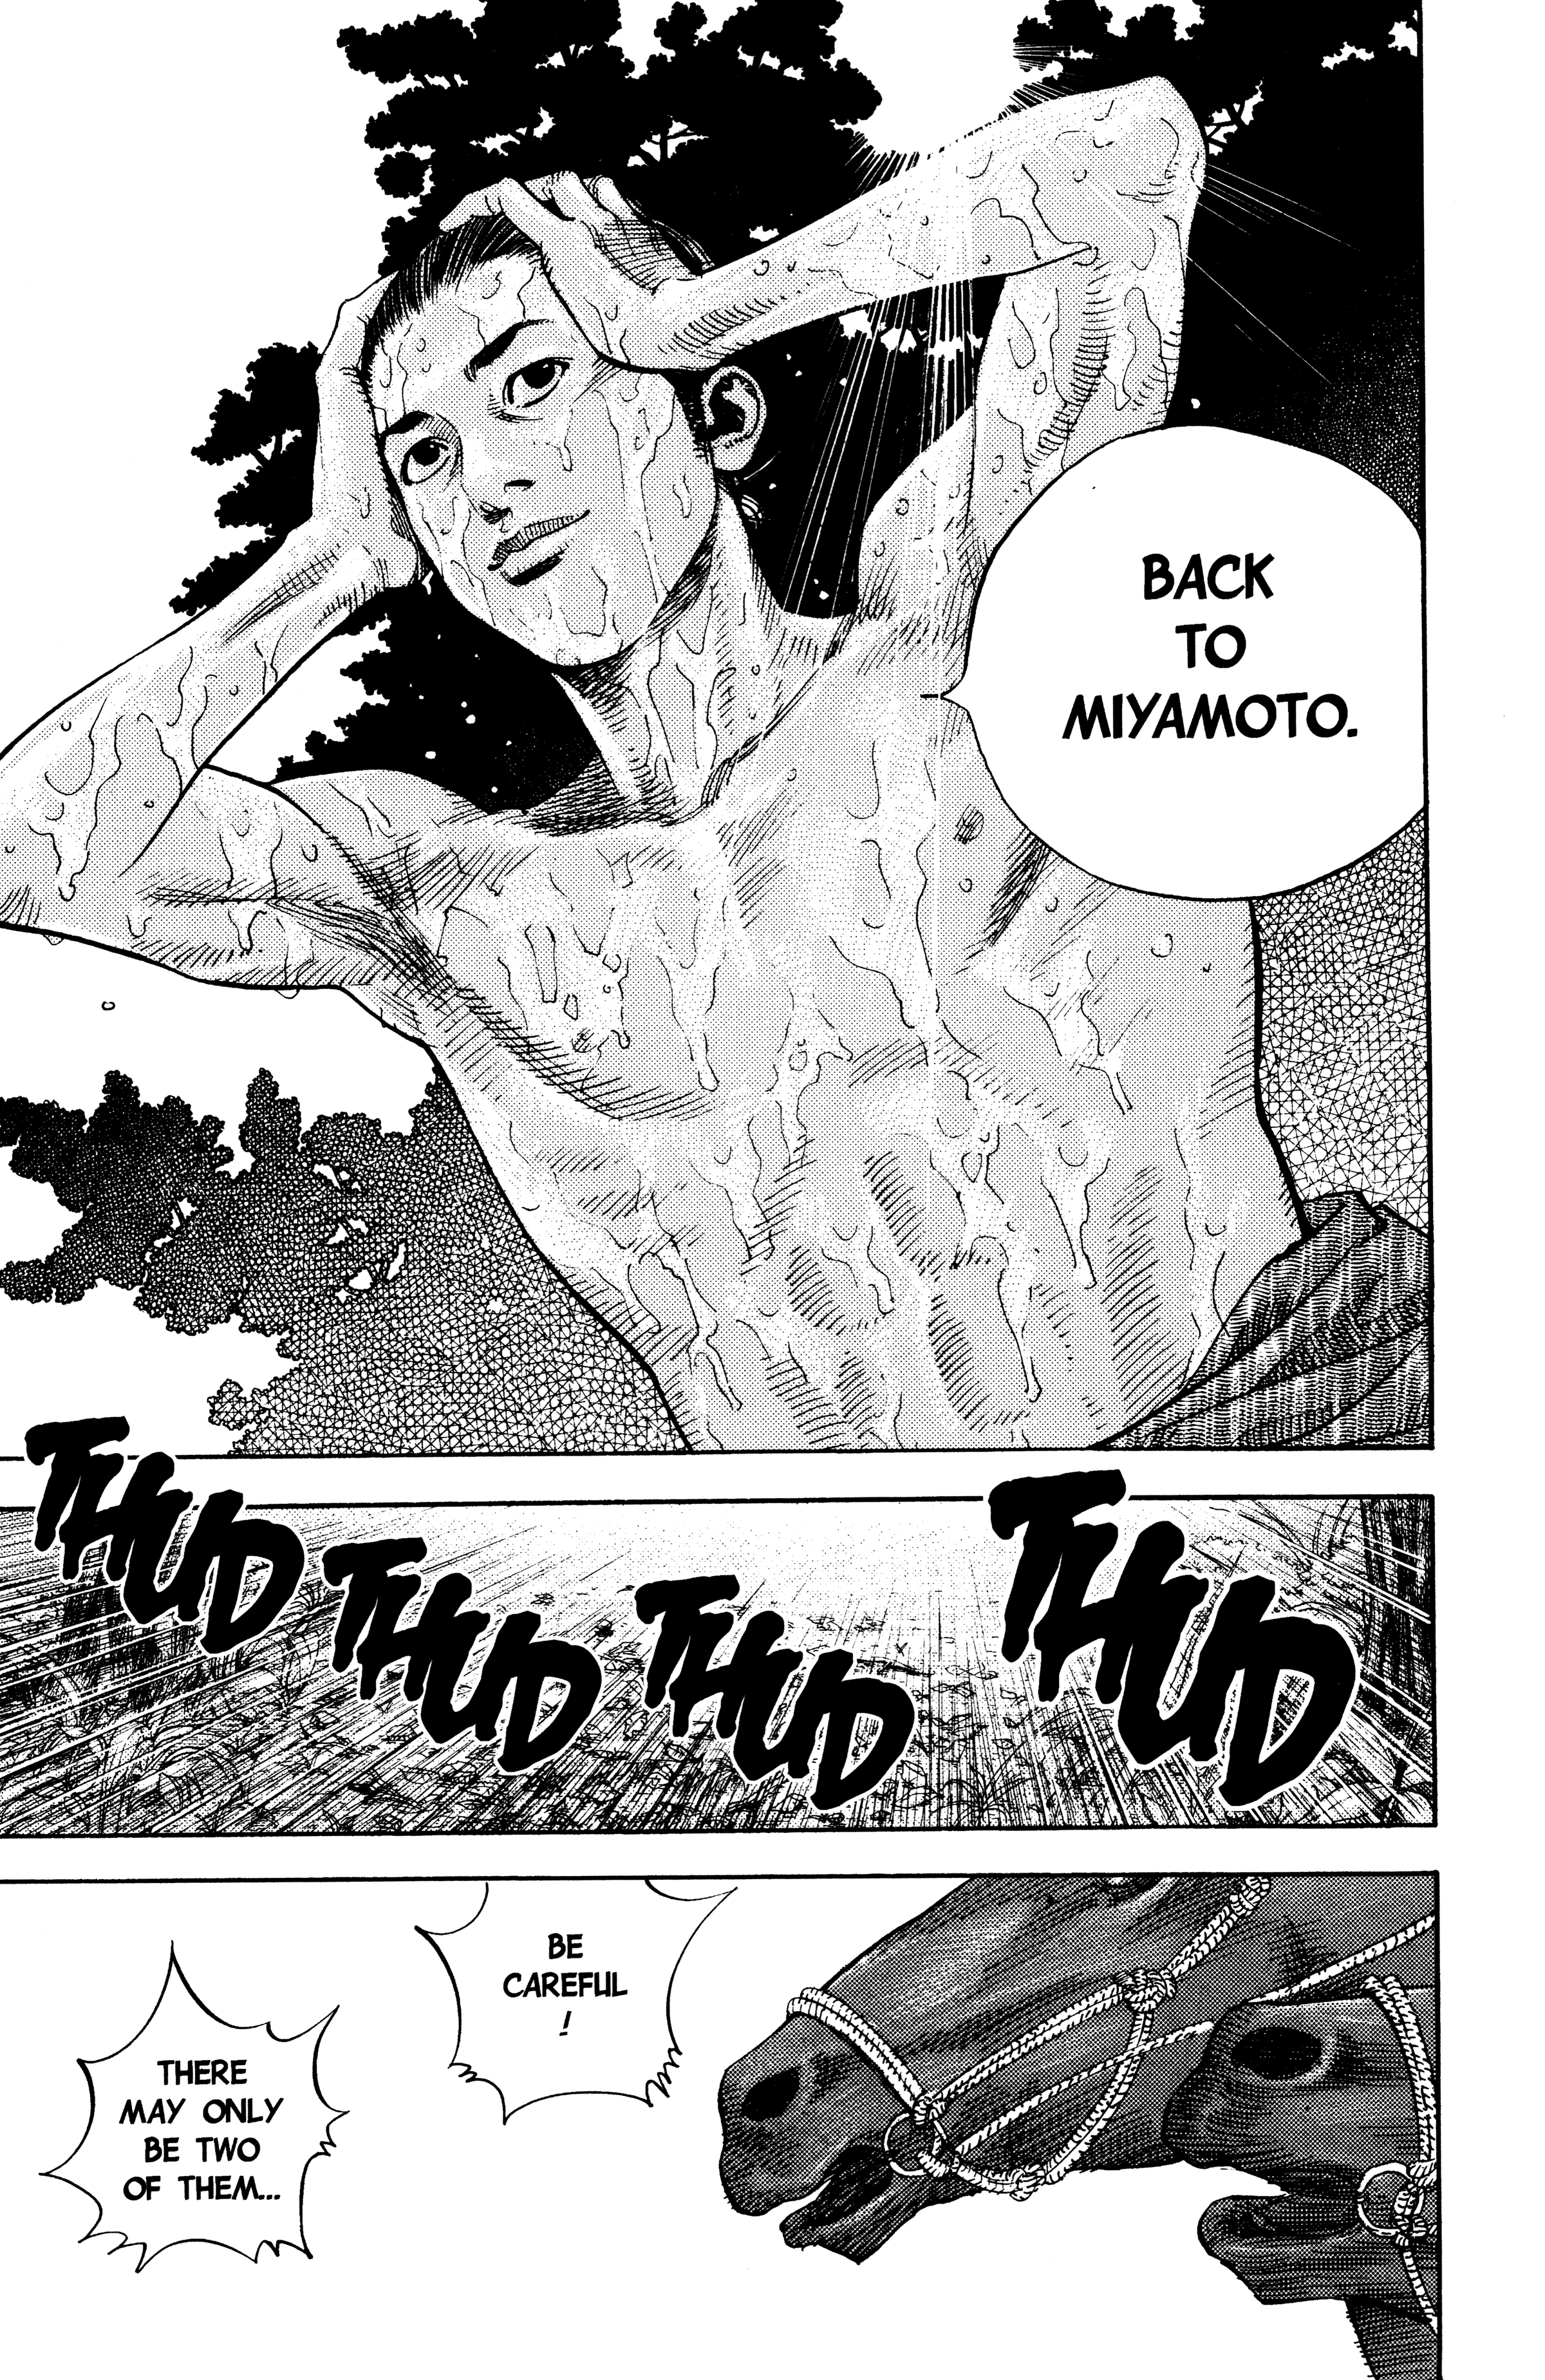 BACK
TO
MIYAMOTO.
THUD
THUD
THUD
THUD
BE
CAREFUL
!
THERE
MAY ONLY
BE TWO
OF THEM...